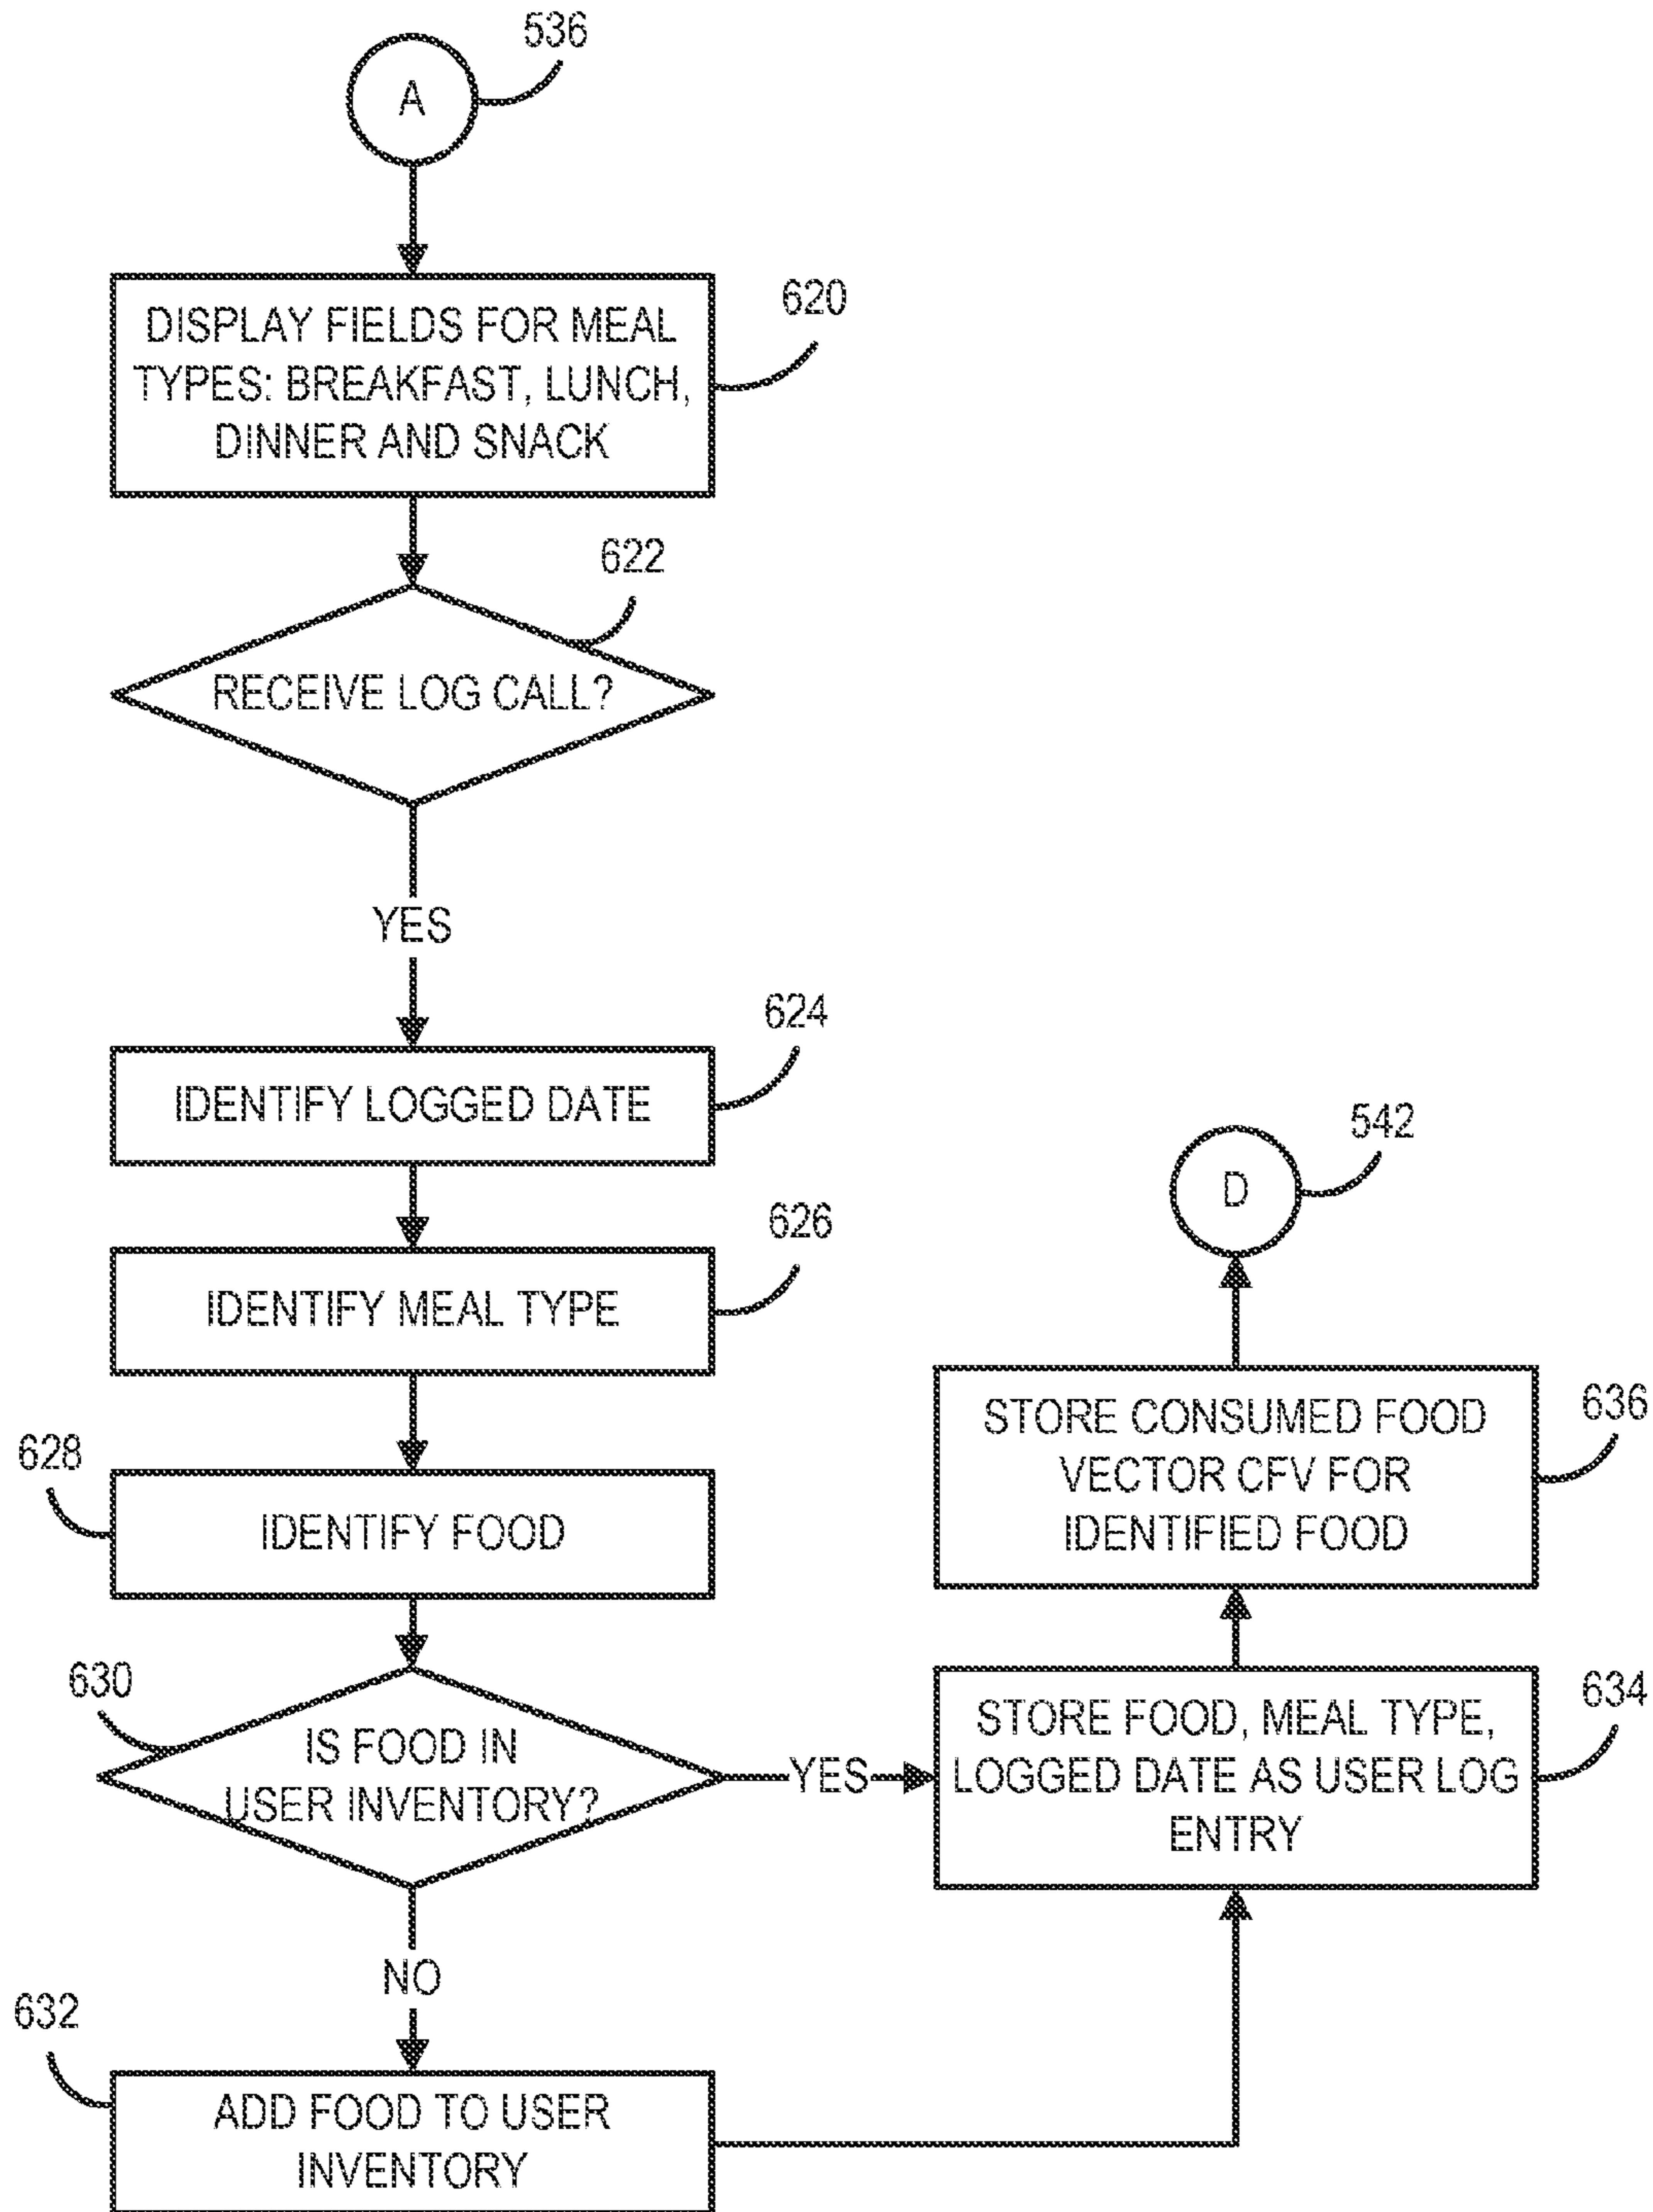 536
A
620
DISPLAY FIELDS FOR MEAL
TYPES: BREAKFAST, LUNCH,
DINNER AND SNACK
622
RECEIVE LOG CALL?
YES
624
IDENTIFY LOGGED DATE
626
IDENTIFY MEAL TYPE
628
IDENTIFY FOOD
630
IS FOOD IN
USER INVENTORY?
YES
NO
632
ADD FOOD TO USER
INVENTORY
634
STORE FOOD, MEAL TYPE,
LOGGED DATE AS USER LOG
ENTRY
636
STORE CONSUMED FOOD
VECTOR CFV FOR
IDENTIFIED FOOD
542
D